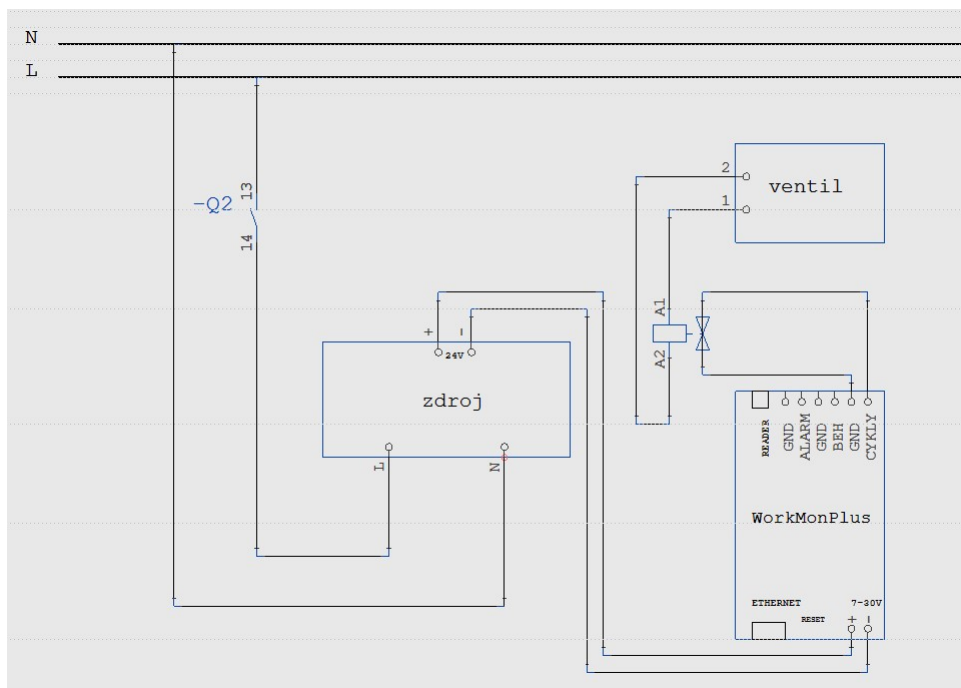 N
L
2
ventil
1
13
-Q2
14
A1
A2
+
-
24V
zdroj
L
N
READER
GND
ALARM
GND
BEH
GND
CYKLY
WorkMonPlus
ETHERNET
7-30V
RESET
+
-